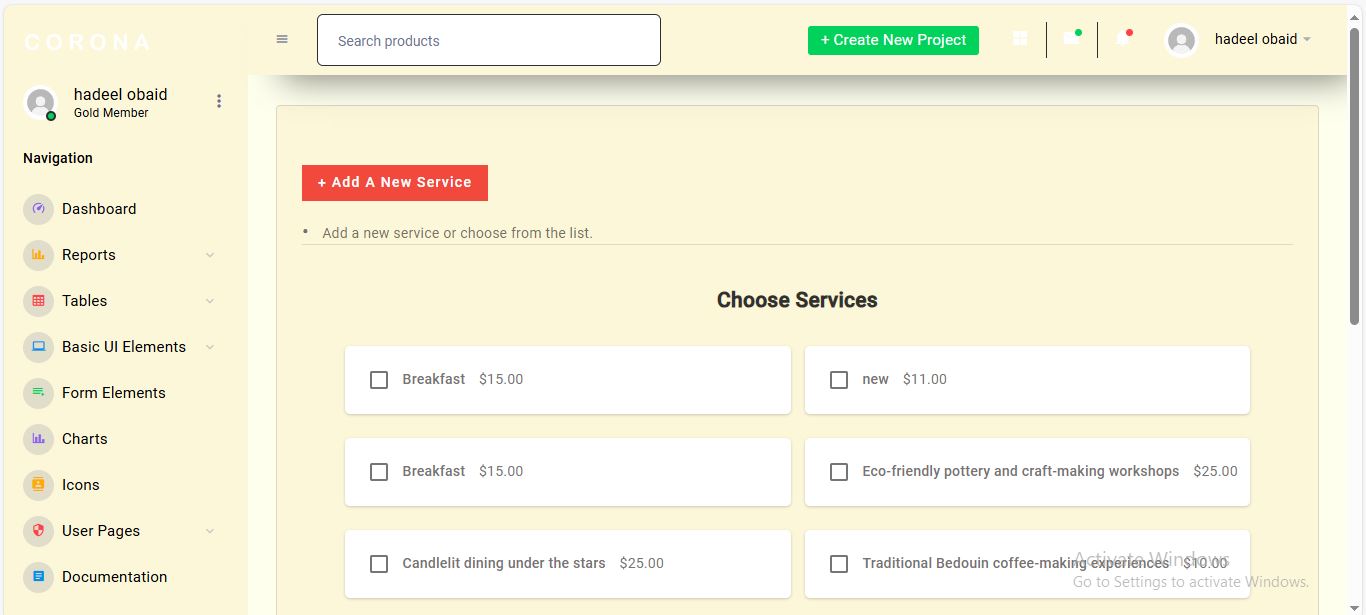 CORONA
Search products
+ Create New Project
hadeel obaid
hadeel obaid
Gold Member
Navigation
Dashboard
Reports
Tables
Basic UI Elements
Form Elements
Charts
Icons
User Pages
Documentation
+ Add A New Service
• Add a new service or choose from the list.
Choose Services
Breakfast $15.00
new $11.00
Breakfast $15.00
Eco-friendly pottery and craft-making workshops $25.00
Candlelit dining under the stars $25.00
Traditional Bedouin coffee-making experiences $10.00
Activate Windows
Go to Settings to activate Windows.